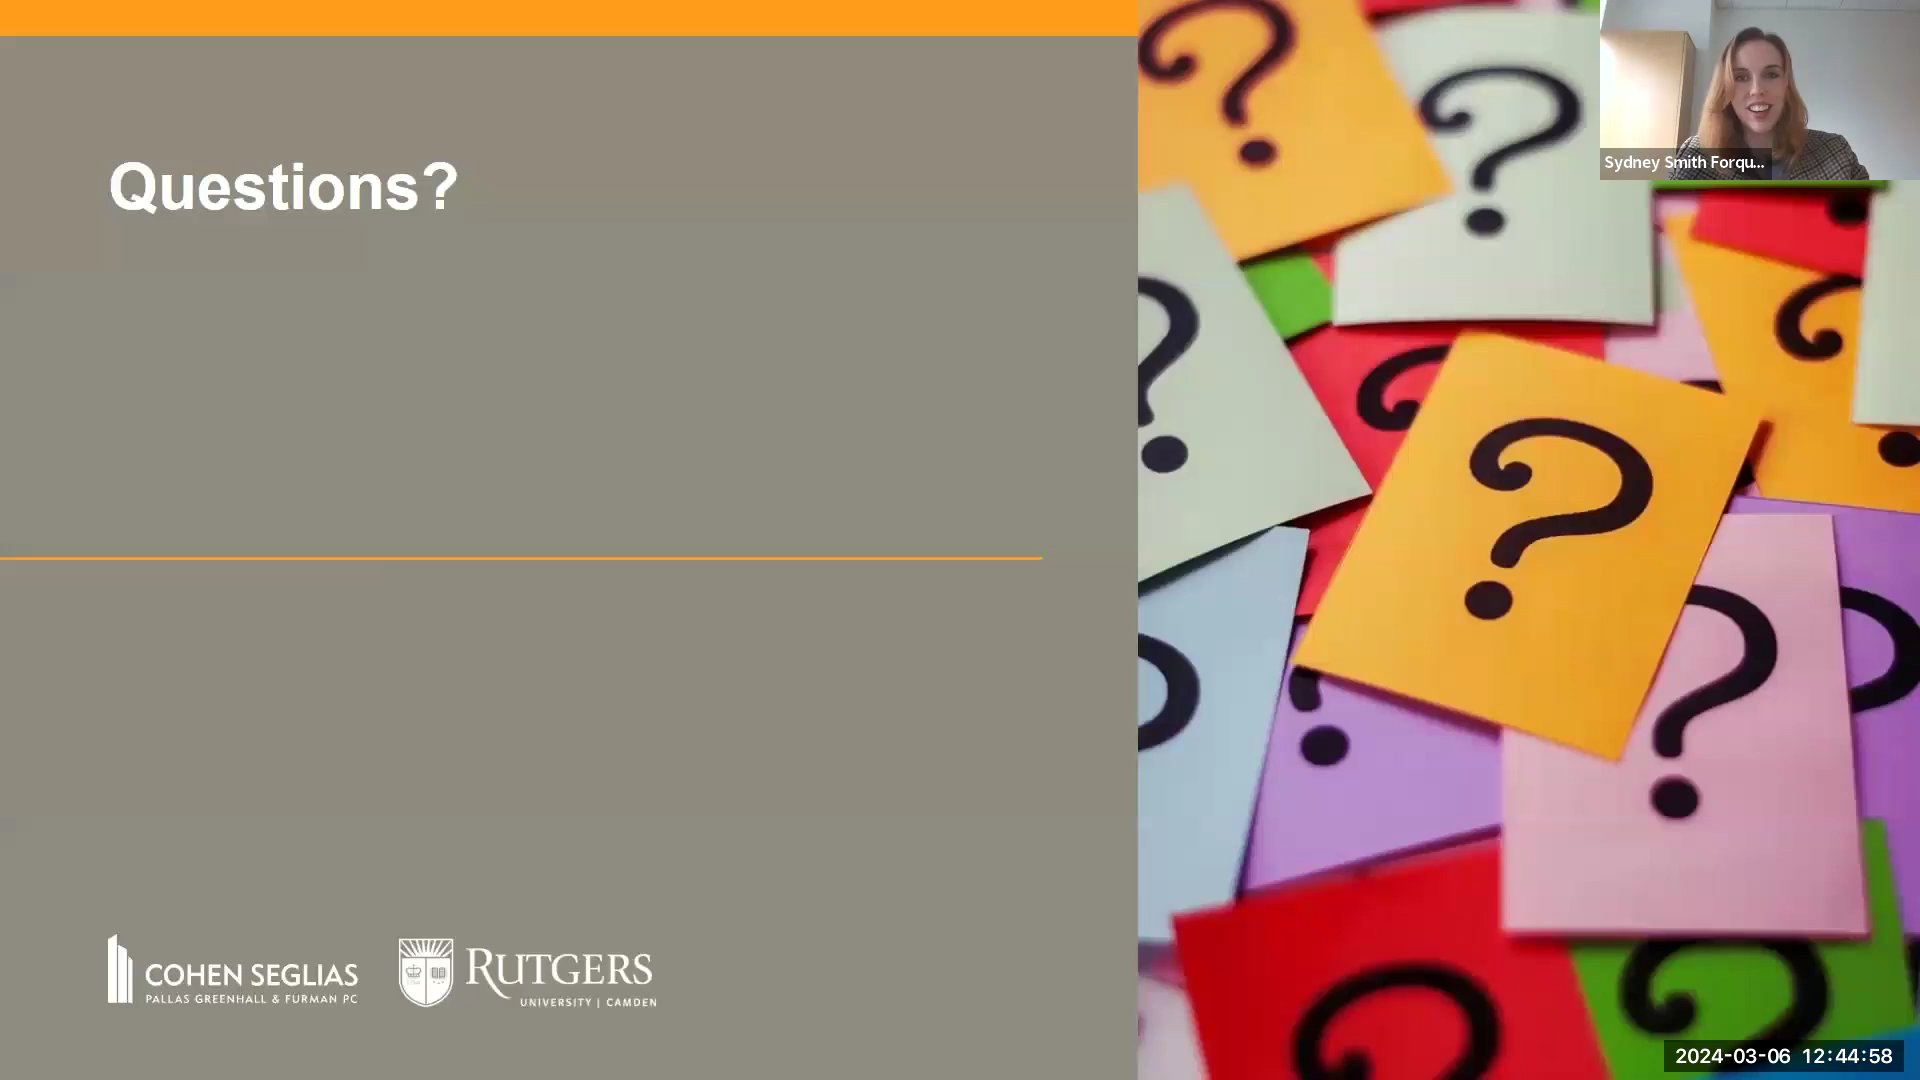 Questions?
Sydney Smith Forqu...
?
?
?
?
?
?
?
?
?
?
?
COHEN SEGLIAS
PALLAS GREENHALL & FURMAN PC
RUTGERS
UNIVERSITY | CAMDEN
2024-03-06 12:44:58